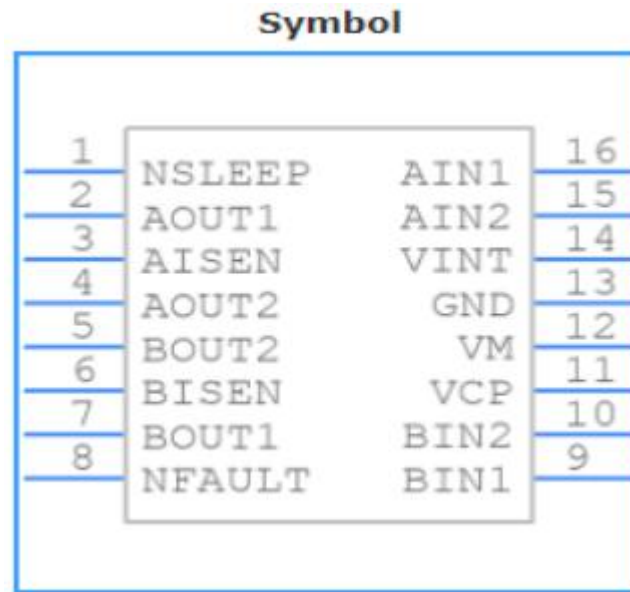 Symbol
1 NSLEEP AIN1 16
2 AOUT1 AIN2 15
3 AISEN VINT 14
4 AOUT2 GND 13
5 BOUT2 VM 12
6 BISEN VCP 11
7 BOUT1 BIN2 10
8 NFAULT BIN1 9